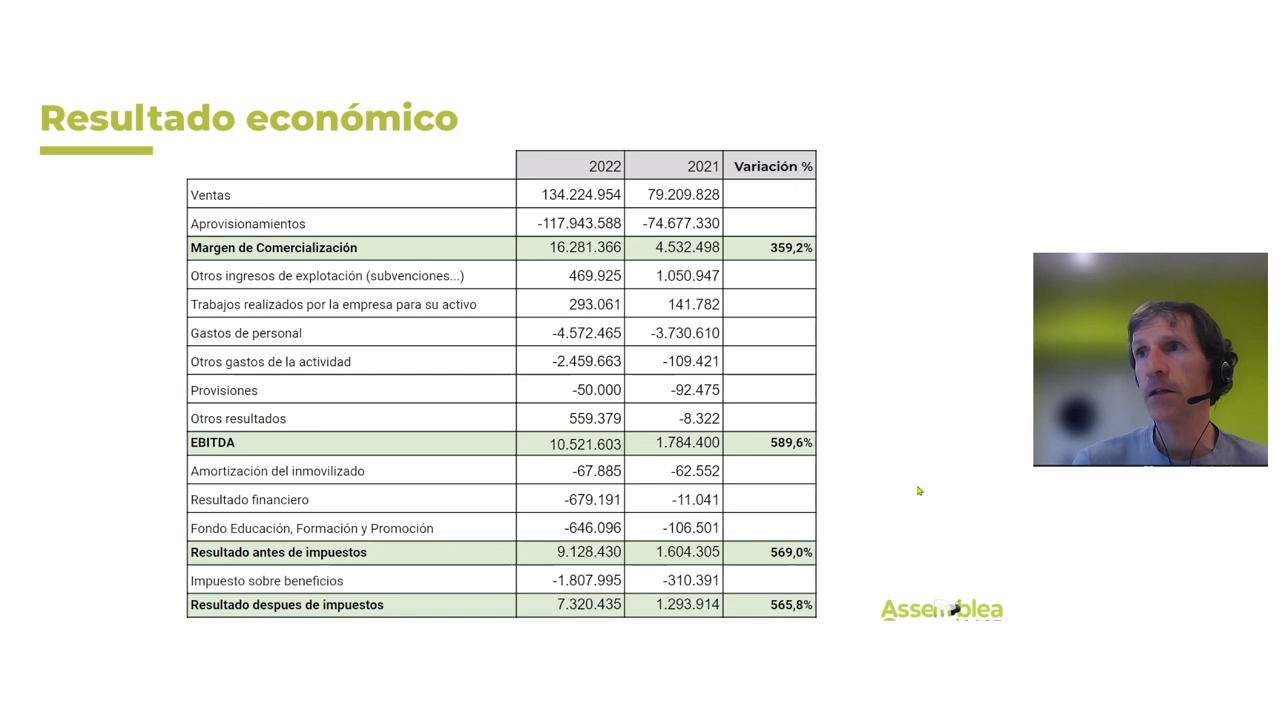 Resultado económico
2022 2021 Variación %
Ventas 134.224.954 79.209.828
Aprovisionamientos -117.943.588 -74.677.330
Margen de Comercialización 16.281.366 4.532.498 359,2%
Otros ingresos de explotación (subvenciones...) 469.925 1.050.947
Trabajos realizados por la empresa para su activo 293.061 141.782
Gastos de personal -4.572.465 -3.730.610
Otros gastos de la actividad -2.459.663 -109.421
Provisiones -50.000 -92.475
Otros resultados 559.379 -8.322
EBITDA 10.521.603 1.784.400 589,6%
Amortización del inmovilizado -67.885 -62.552
Resultado financiero -679.191 -11.041
Fondo Educación, Formación y Promoción -646.096 -106.501
Resultado antes de impuestos 9.128.430 1.604.305 569,0%
Impuesto sobre beneficios -1.807.995 -310.391
Resultado despues de impuestos 7.320.435 1.293.914 565,8%
Assemblea